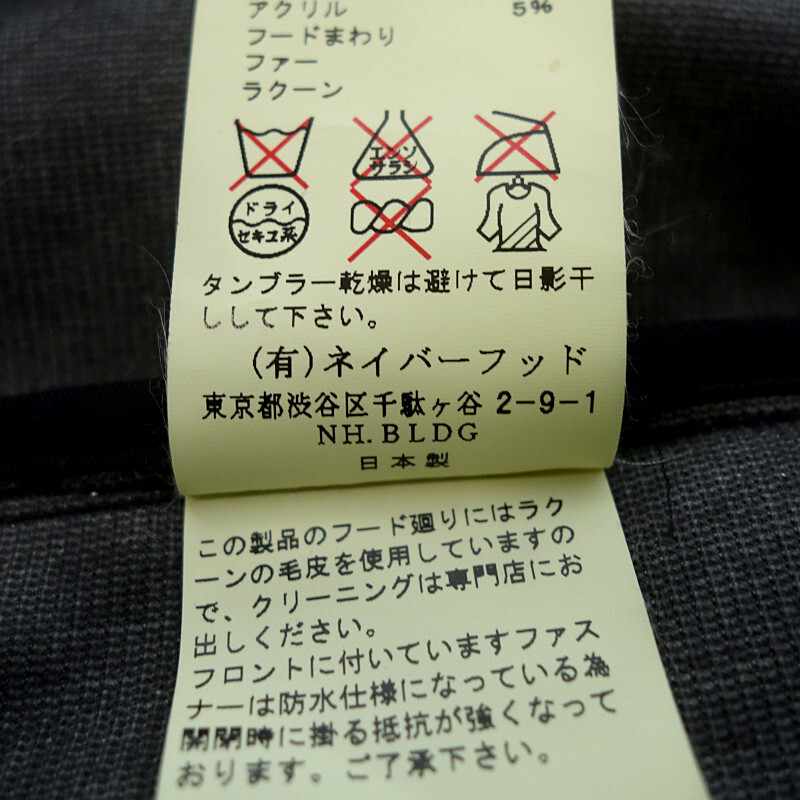 アクリル 5%
フードまわり
ファー
ラクーン
エンソ
サラシ
ドライ
セキユ系
タンブラー乾燥は避けて日影干
 しして下さい。
(有)ネイバーフッド
東京都渋谷区千駄ヶ谷 2-9-1
NH.BLDG
日本製
この製品のフード廻りにはラク
ーンの毛皮を使用していますの
で、クリーニングは専門店にお
出しください。
フロントに付いていますファス
ナーは防水仕様になっている為
開閉時に掛る抵抗が強くなって
おります。ご了承下さい。